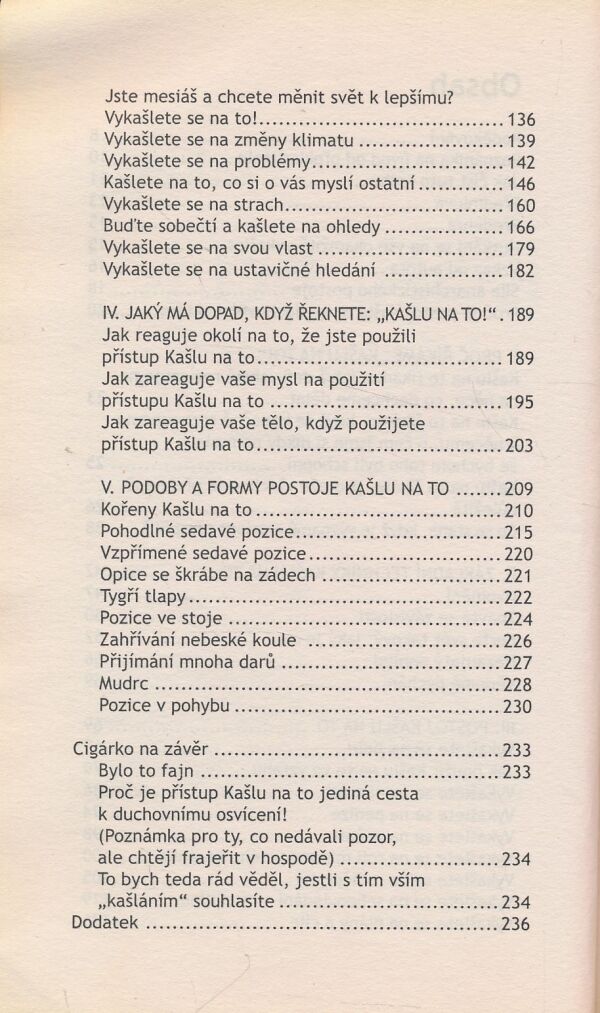 Jste mesiáš a chcete měnit svět k lepšímu?
Vykašlete se na to!.................................... 136
Vykašlete se na změny klimatu.................... 139
Vykašlete se na problémy........................... 142
Kašlete na to, co si o vás myslí ostatní............ 146
Vykašlete se na strach............................... 160
Buďte sobečtí a kašlete na ohledy................ 166
Vykašlete se na svou vlast.......................... 179
Vykašlete se na ustavičné hledání................ 182
IV. JAKÝ MÁ DOPAD, KDYŽ ŘEKNETE: „KAŠLU NA TO!“. 189
Jak reaguje okolí na to, že jste použili
přístup Kašlu na to................................... 189
Jak zareaguje vaše mysl na použití
přístupu Kašlu na to ................................. 195
Jak zareaguje vaše tělo, když použijete
přístup Kašlu na to................................... 203
V. PODOBY A FORMY POSTOJE KAŠLU NA TO ....... 209
Kořeny Kašlu na to.................................... 210
Pohodlné sedavé pozice.............................. 215
Vzpřímené sedavé pozice............................ 220
Opice se škrábe na zádech .......................... 221
Tygří tlapy............................................. 222
Pozice ve stoje ........................................ 224
Zahřívání nebeské koule ............................. 226
Přijímání mnoha darů ................................ 227
Mudrc ................................................... 228
Pozice v pohybu....................................... 230
Cigárko na závěr ......................................... 233
Bylo to fajn ............................................ 233
Proč je přístup Kašlu na to jediná cesta
k duchovnímu osvícení!
(Poznámka pro ty, co nedávali pozor,
ale chtějí frajeřit v hospodě)........................ 234
To bych teda rád věděl, jestli s tím vším
„kašláním“ souhlasíte ................................ 234
Dodatek .................................................. 236